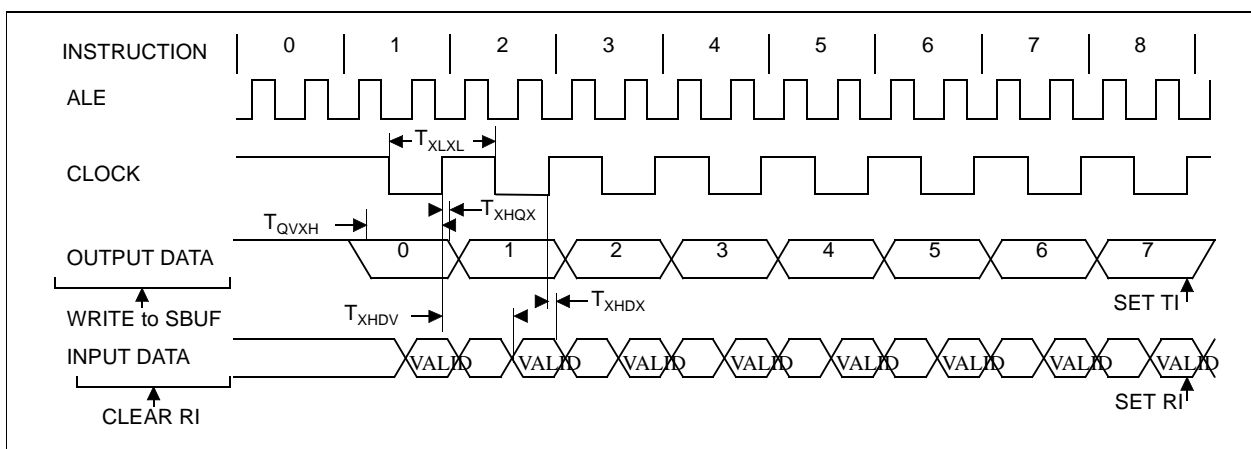 INSTRUCTION 0 1 2 3 4 5 6 7 8
ALE
TXLXL
CLOCK
TXHQX
TQVXH
OUTPUT DATA 0 1 2 3 4 5 6 7
TXHDX
SET TI
TXHDV
WRITE to SBUF
INPUT DATA VALID VALID VALID VALID VALID VALID VALID VALID
SET RI
CLEAR RI